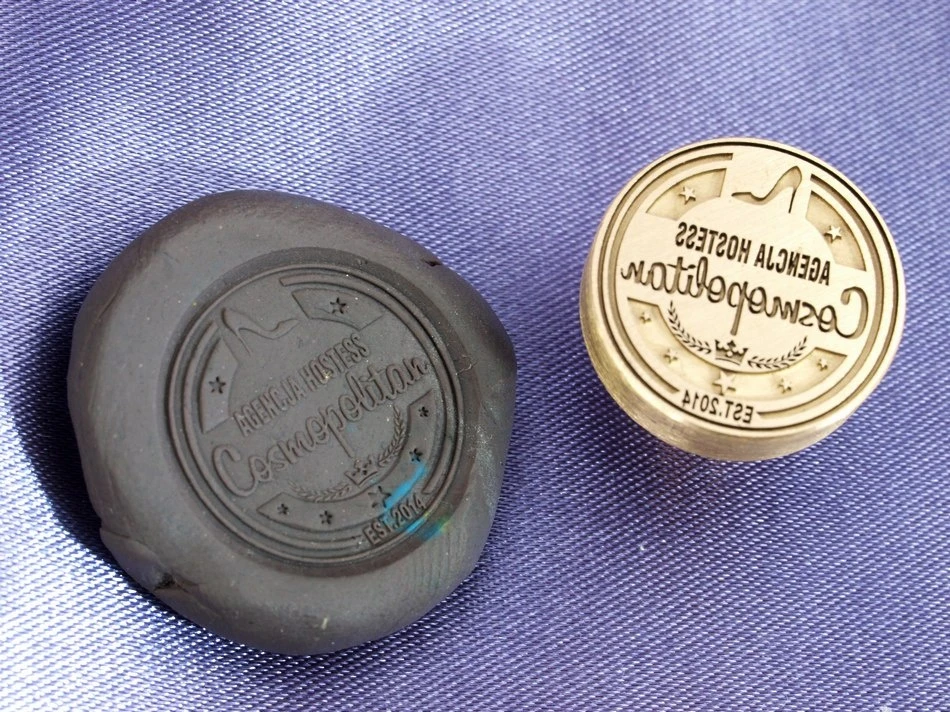 AGENCJA HOSTESS
Cosmopolitan
EST.2014
AGENCJA HOSTESS
Cosmopolitan
EST.2014